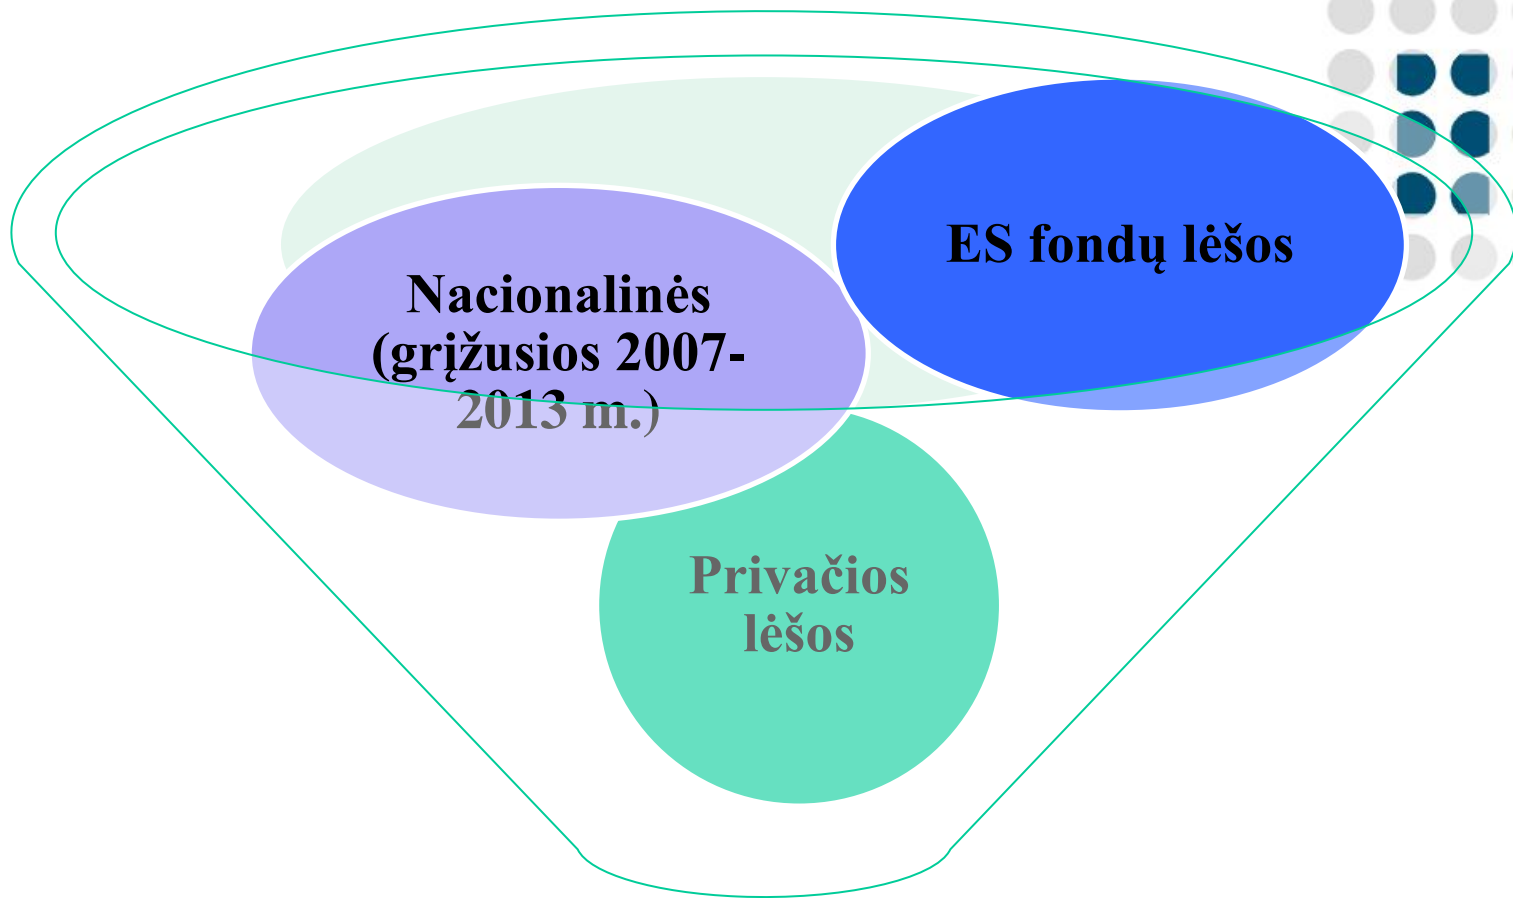 ES fondų lėšos
Nacionalinės
(grįžusios 2007-
2013 m.)
Privačios
lėšos